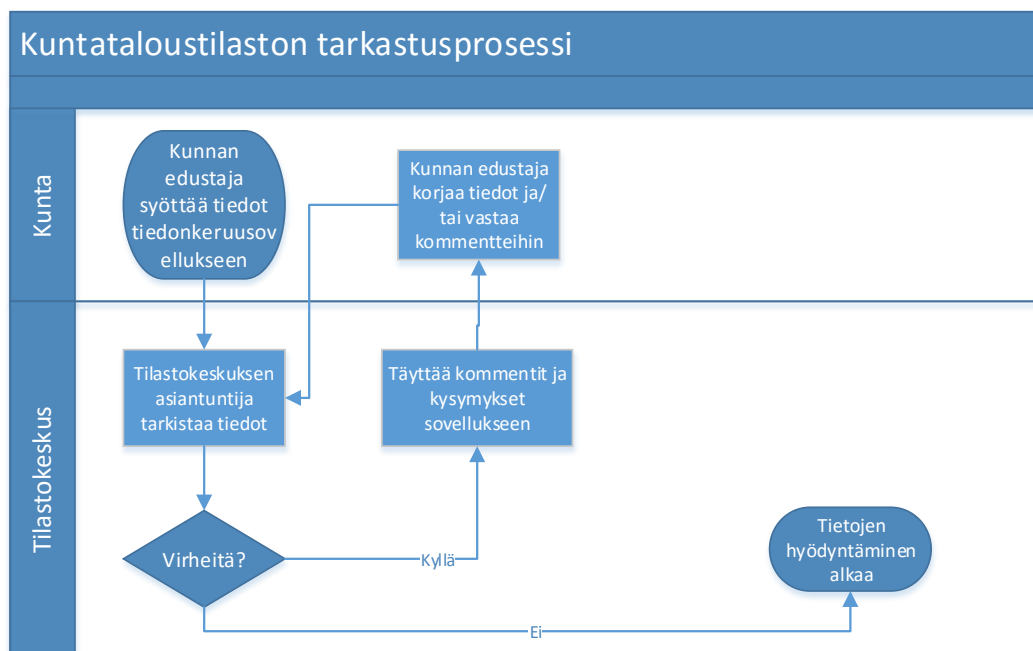 Kuntataloustilaston tarkastusprosessi
Kunta
Kunnan
edustaja
syöttää tiedot
tiedonkeruusov
ellukseen
Kunnan edustaja
korjaa tiedot ja/
tai vastaa
kommentteihin
Tilastokeskus
Tilastokeskuksen
asiantuntija
tarkistaa tiedot
Täyttää kommentit ja
kysymykset
sovellukseen
Virheitä?
Kyllä
Tietojen
hyödyntäminen
alkaa
Ei